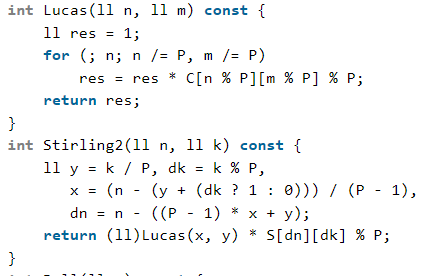 int Lucas(ll n, ll m) const {
    ll res = 1;
    for (; n; n /= P, m /= P)
        res = res * C[n % P][m % P] % P;
    return res;
}
int Stirling2(ll n, ll k) const {
    ll y = k / P, dk = k % P,
       x = (n - (y + (dk ? 1 : 0))) / (P - 1),
       dn = n - ((P - 1) * x + y);
    return (ll)Lucas(x, y) * S[dn][dk] % P;
}